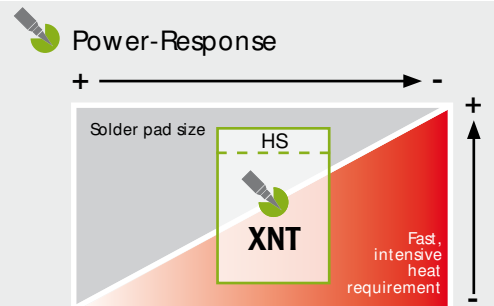 Power-Response
+ -
+
Solder pad size
HS
XNT
Fast,
intensive
heat
requirement
-